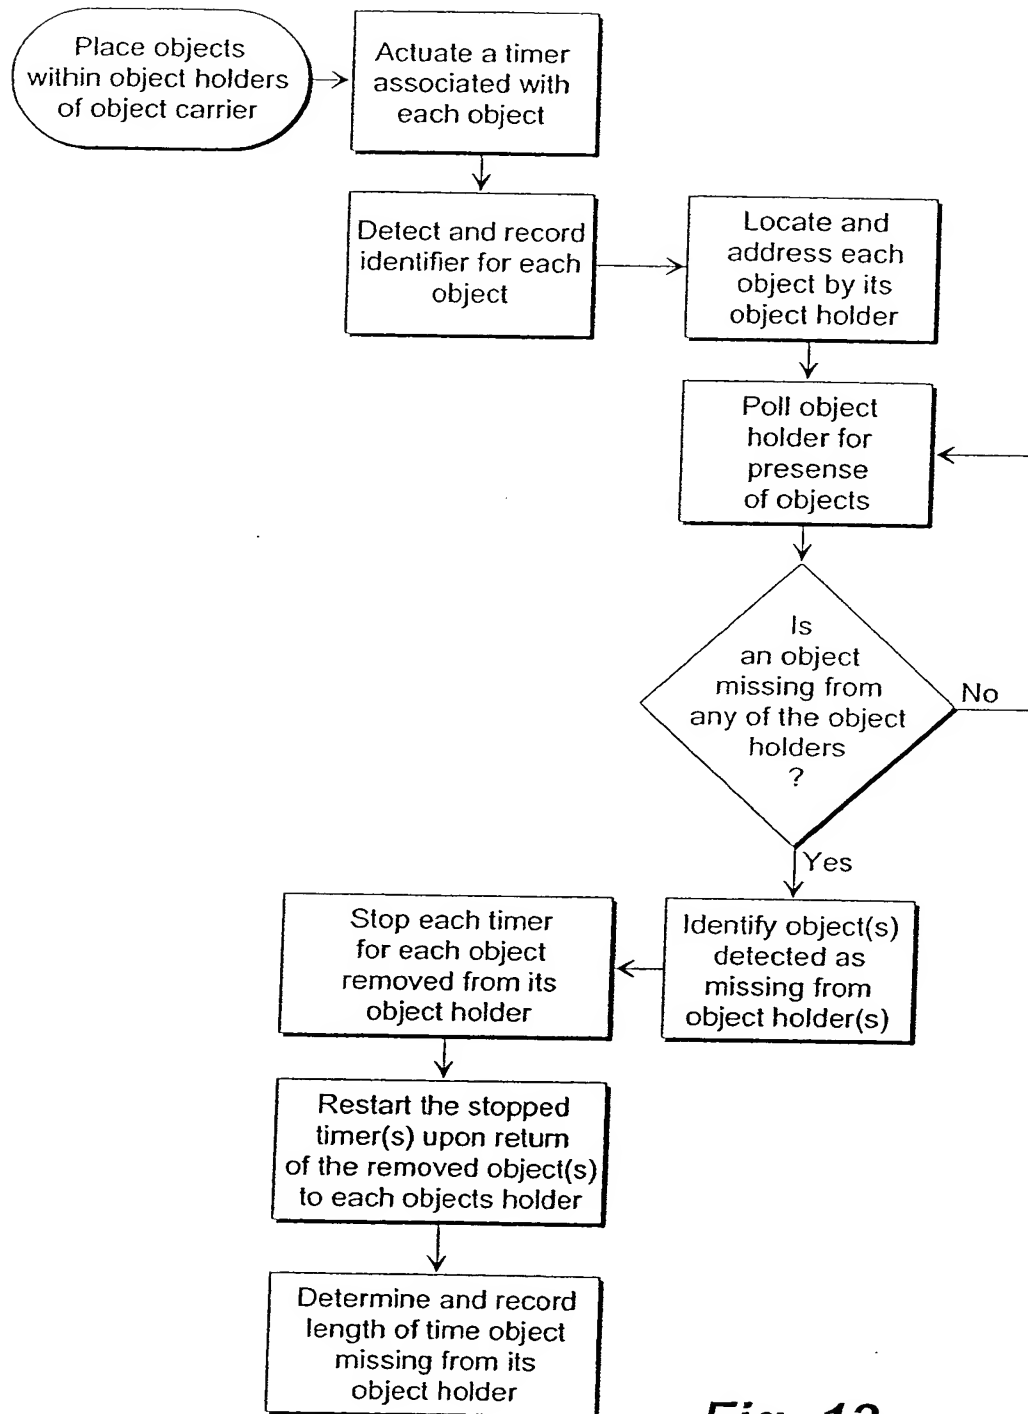 Place objects
within object holders
of object carrier
Actuate a timer
associated with
each object
Detect and record
identifier for each
object
Locate and
address each
object by its
object holder
Poll object
holder for
presense
of objects
Is
an object
missing from
any of the object
holders
?
No
Yes
Identify object(s)
detected as
missing from
object holder(s)
Stop each timer
for each object
removed from its
object holder
Restart the stopped
timer(s) upon return
of the removed object(s)
to each objects holder
Determine and record
length of time object
missing from its
object holder